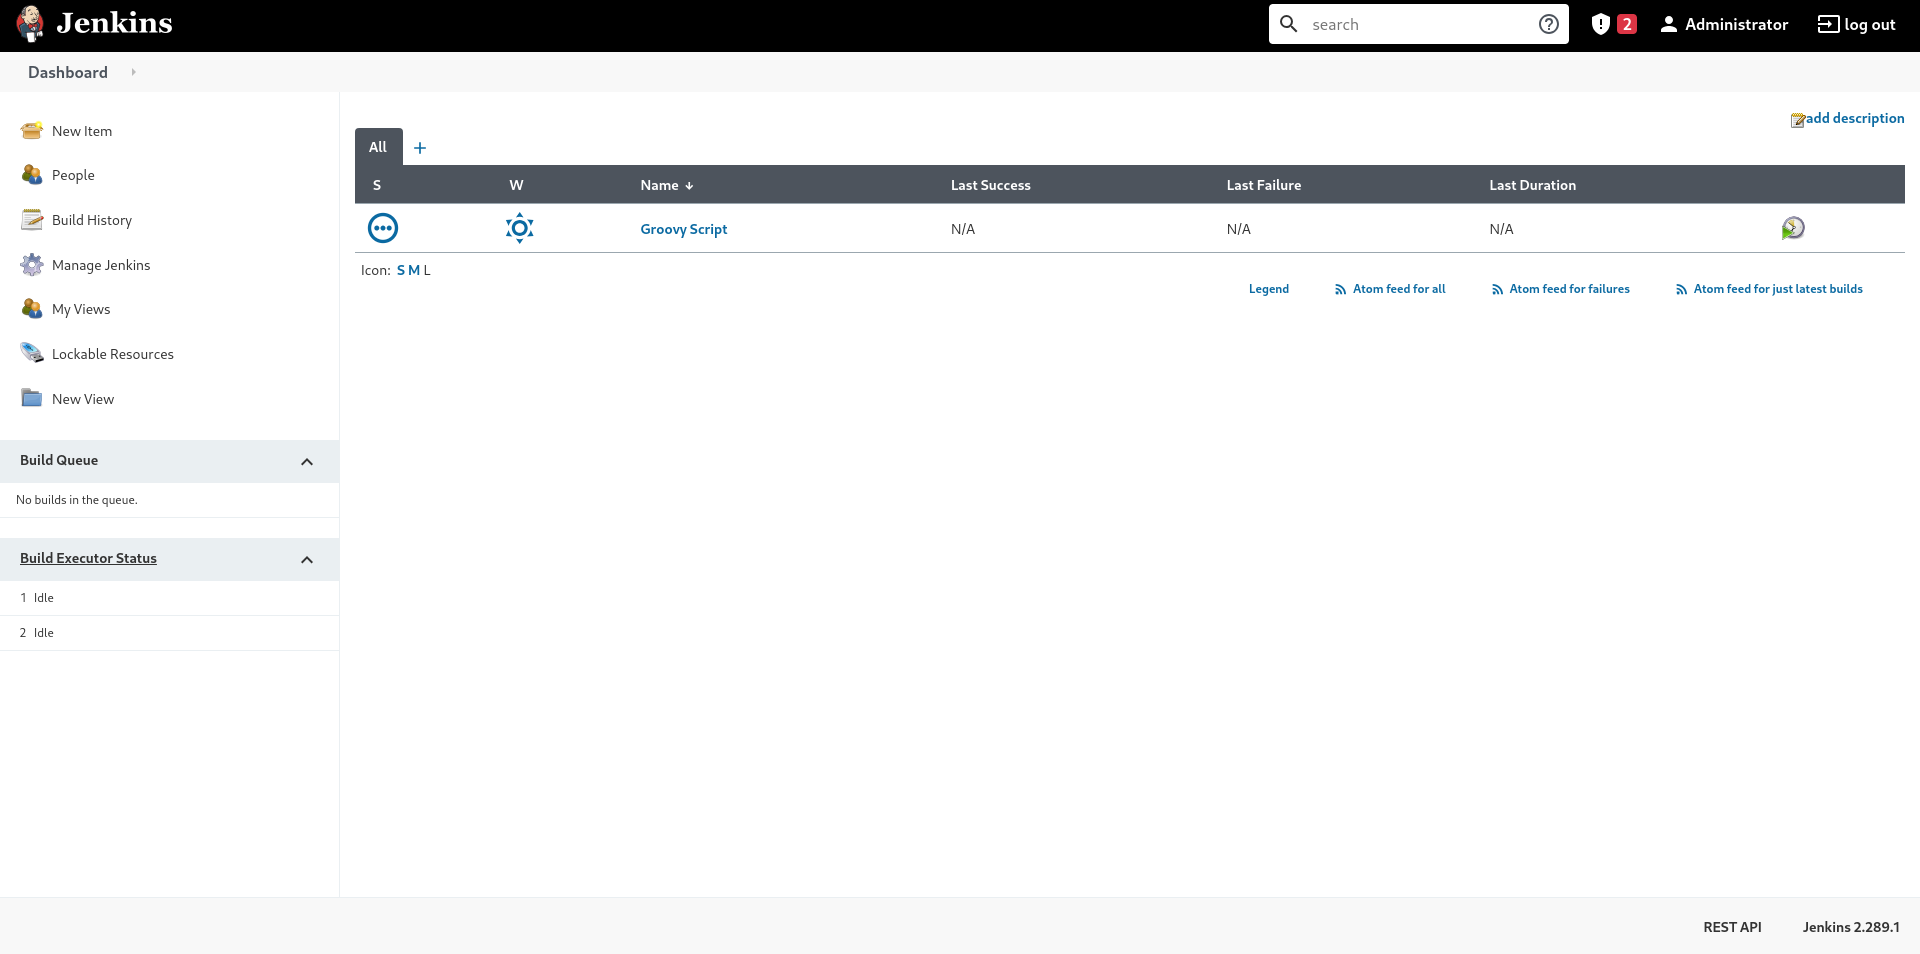 Jenkins
search
2
Administrator
log out
Dashboard
New Item
People
Build History
Manage Jenkins
My Views
Lockable Resources
New View
Build Queue
No builds in the queue.
Build Executor Status
1 Idle
2 Idle
add description
All +
S W Name ↓ Last Success Last Failure Last Duration
Groovy Script N/A N/A N/A
Icon: S M L
Legend Atom feed for all Atom feed for failures Atom feed for just latest builds
REST API Jenkins 2.289.1